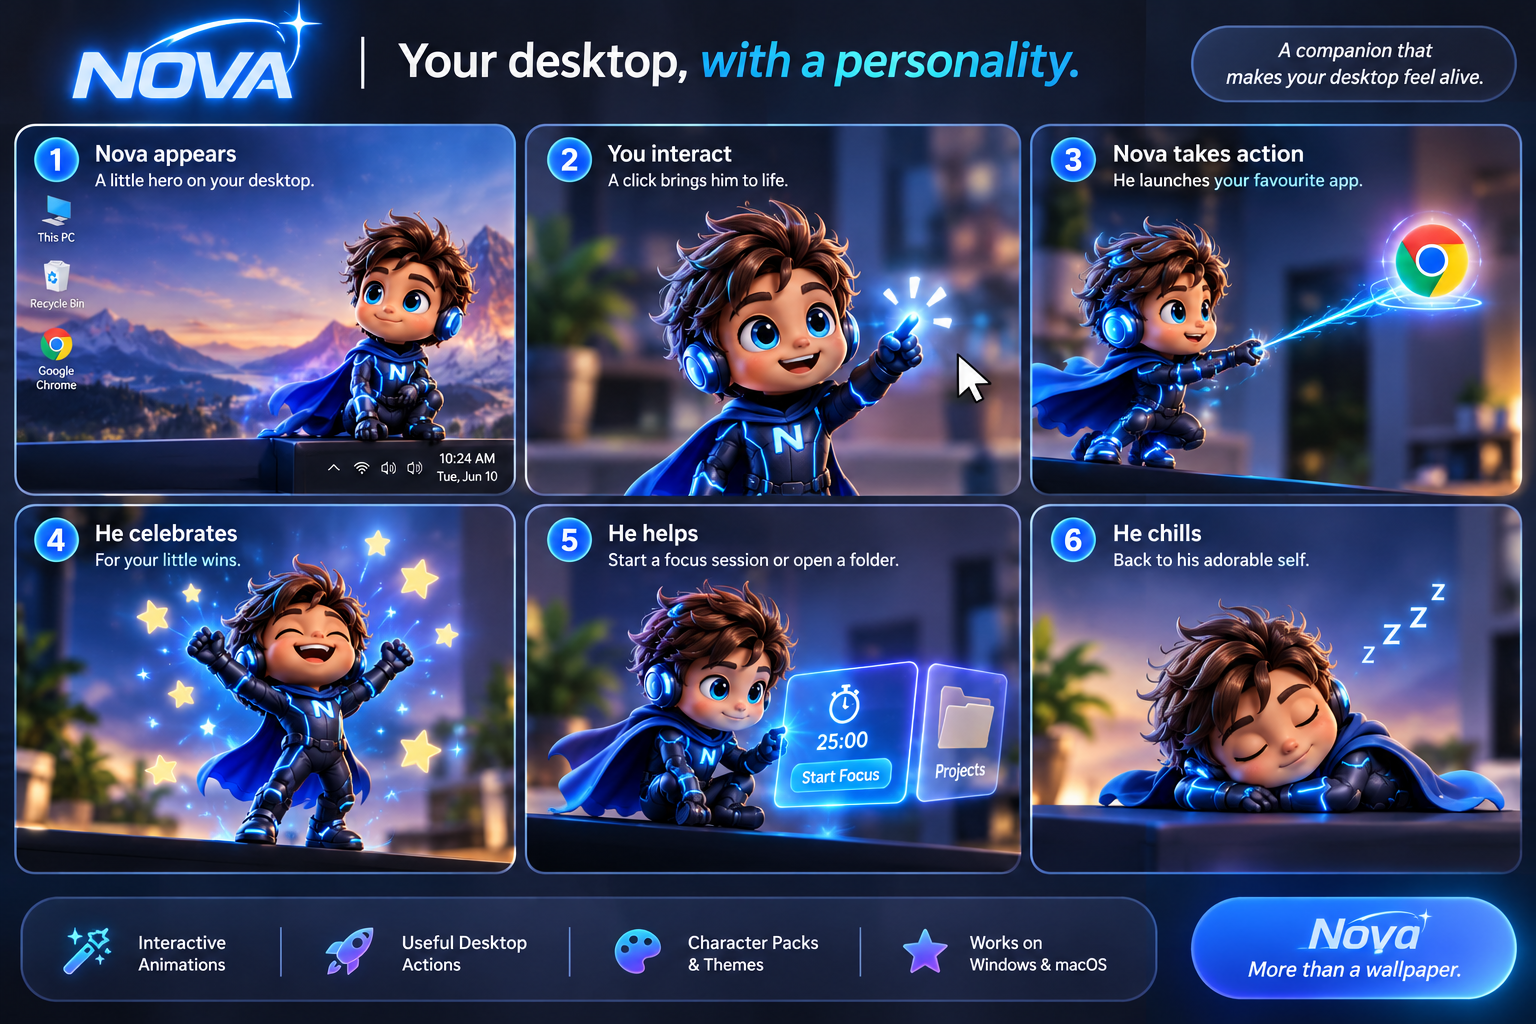 NOVA
Your desktop, with a personality.
A companion that
makes your desktop feel alive.
1
Nova appears
A little hero on your desktop.
This PC
Recycle Bin
Google
Chrome
N
10:24 AM
Tue, Jun 10
2
You interact
A click brings him to life.
N
3
Nova takes action
He launches your favourite app.
4
He celebrates
For your little wins.
N
5
He helps
Start a focus session or open a folder.
N
25:00
Start Focus
Projects
6
He chills
Back to his adorable self.
z z z z
Interactive
Animations
Useful Desktop
Actions
Character Packs
& Themes
Works on
Windows & macOS
Nova
More than a wallpaper.